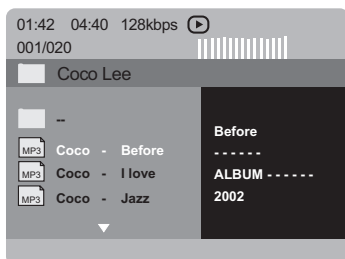 01:42 04:40 128kbps
001/020
Coco Lee
--
MP3 Coco - Before
MP3 Coco - I love
MP3 Coco - Jazz
Before
- - - - - -
ALBUM - - - - - -
2002